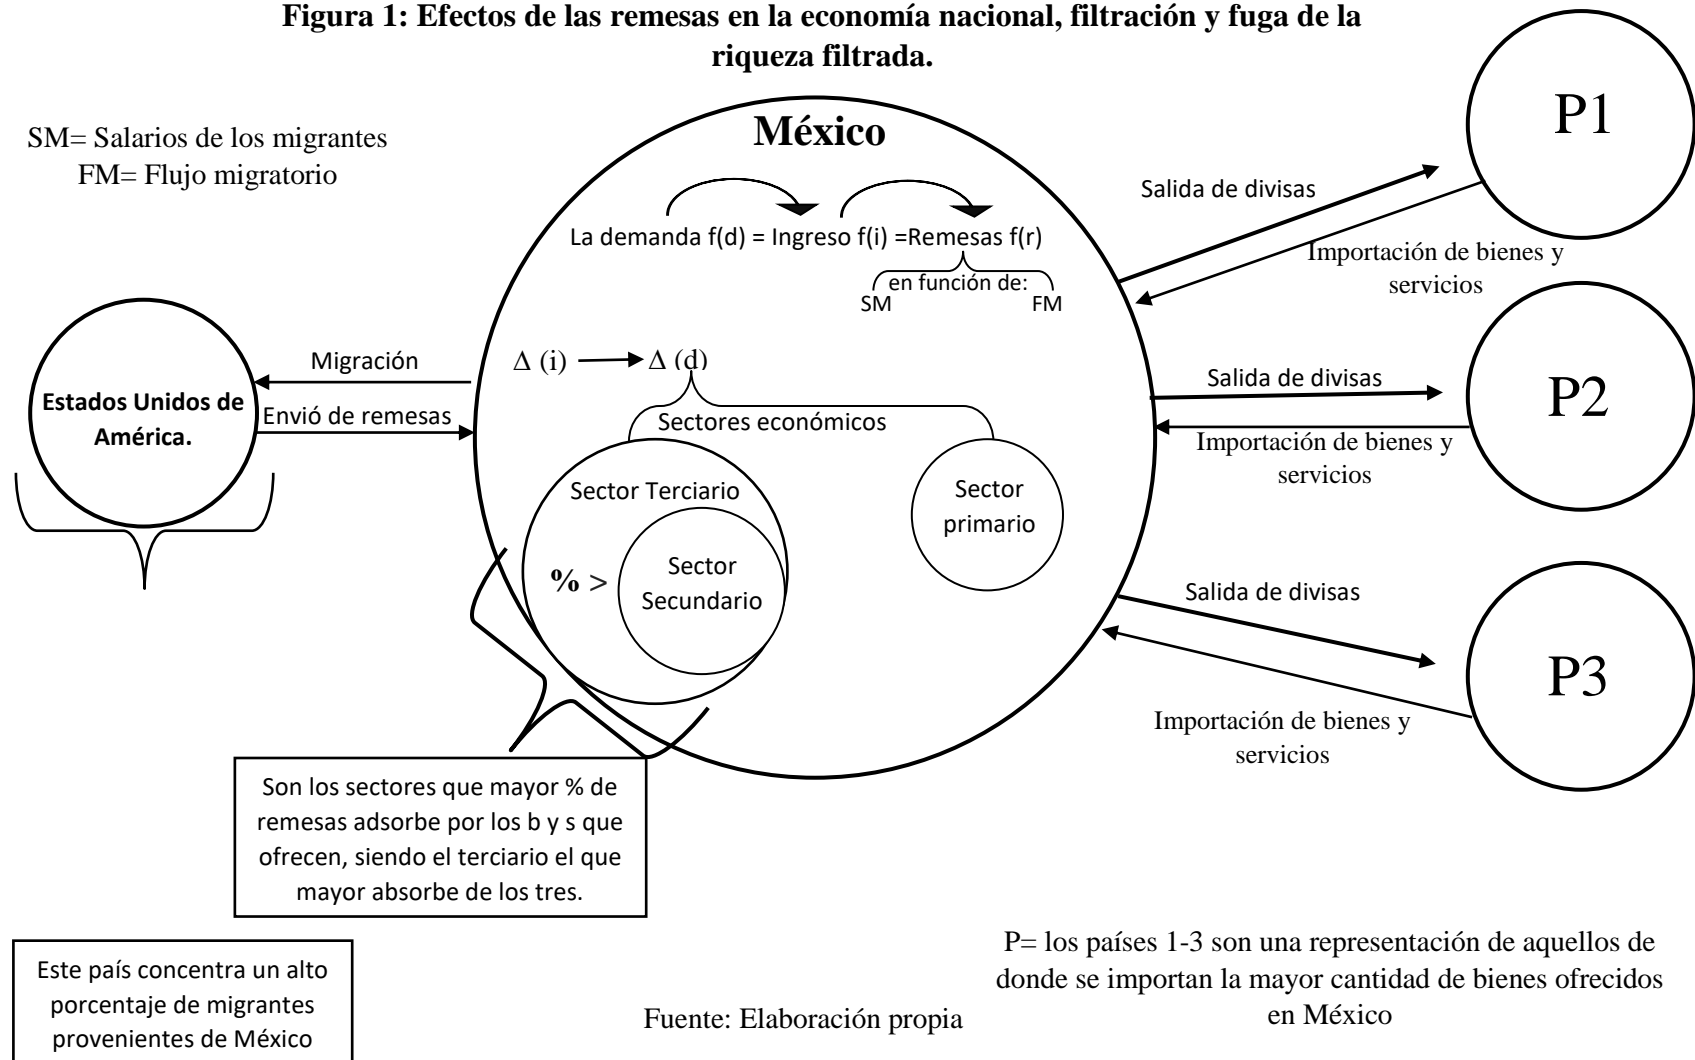 Figura 1: Efectos de las remesas en la economía nacional, filtración y fuga de la
riqueza filtrada.
SM= Salarios de los migrantes
FM= Flujo migratorio
México
La demanda f(d) = Ingreso f(i) =Remesas f(r)
en función de:
SM
FM
Δ (i)
Δ (d)
Sectores económicos
Sector Terciario
% >
Sector
Secundario
Sector
primario
Migración
Envió de remesas
Estados Unidos de
América.
Salida de divisas
Importación de bienes y
servicios
P1
Salida de divisas
Importación de bienes y
servicios
P2
Salida de divisas
Importación de bienes y
servicios
P3
Son los sectores que mayor % de
remesas adsorbe por los b y s que
ofrecen, siendo el terciario el que
mayor absorbe de los tres.
Este país concentra un alto
porcentaje de migrantes
provenientes de México
Fuente: Elaboración propia
P= los países 1-3 son una representación de aquellos de
donde se importan la mayor cantidad de bienes ofrecidos
en México